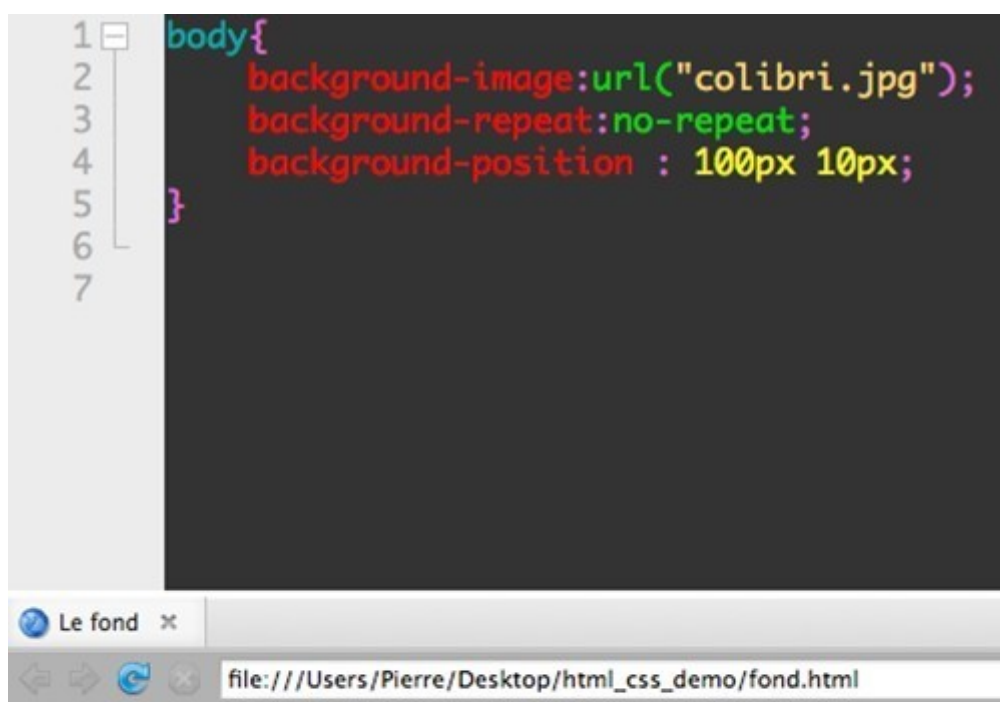 1 body{
2 background-image:url("colibri.jpg");
3 background-repeat:no-repeat;
4 background-position : 100px 10px;
5 }
6
7
Le fond
file:///Users/Pierre/Desktop/html_css_demo/fond.html